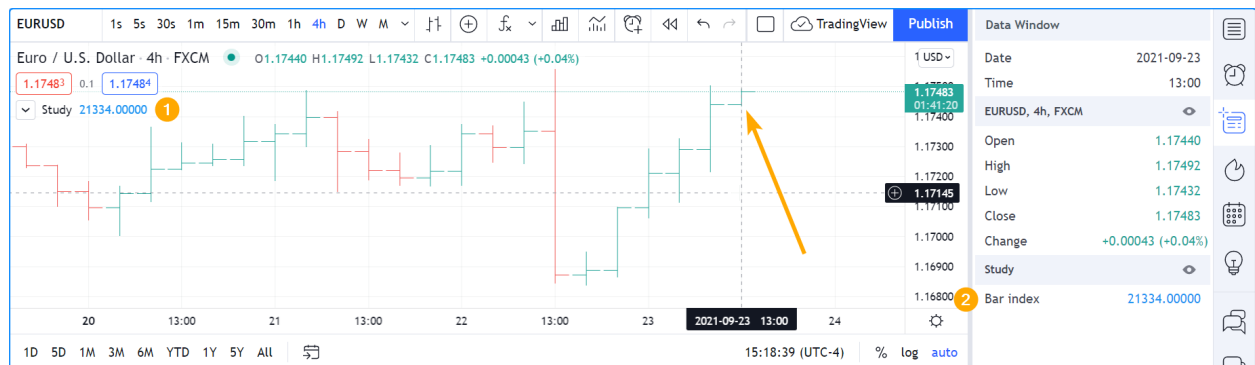 EURUSD 1s 5s 30s 1m 15m 30m 1h 4h D W M TradingView Publish
Euro / U.S. Dollar · 4h · FXCM O1.17440 H1.17492 L1.17432 C1.17483 +0.00043 (+0.04%)
1.17483 0.1 1.17484
Study 21334.00000 1
USD
1.17483
01:41:20
1.17400
1.17300
1.17200
1.17145
1.17100
1.17000
1.16900
1.16800
20 13:00 21 13:00 22 13:00 23 2021-09-23 13:00 24
1D 5D 1M 3M 6M YTD 1Y 5Y All 15:18:39 (UTC-4) % log auto
Data Window
Date 2021-09-23
Time 13:00
EURUSD, 4h, FXCM
Open 1.17440
High 1.17492
Low 1.17432
Close 1.17483
Change +0.00043 (+0.04%)
Study
2 Bar index 21334.00000